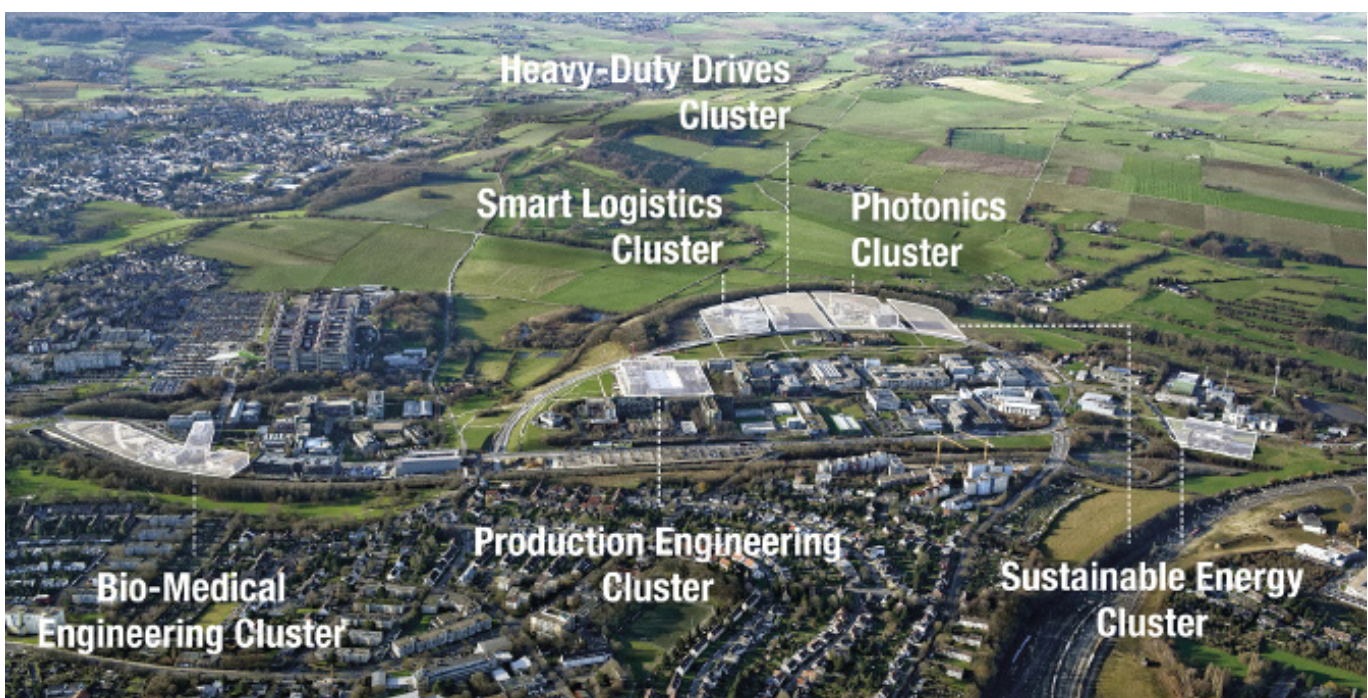 Heavy-Duty Drives
Cluster
Smart Logistics
Cluster
Photonics
Cluster
Production Engineering
Cluster
Bio-Medical
Engineering Cluster
Sustainable Energy
Cluster